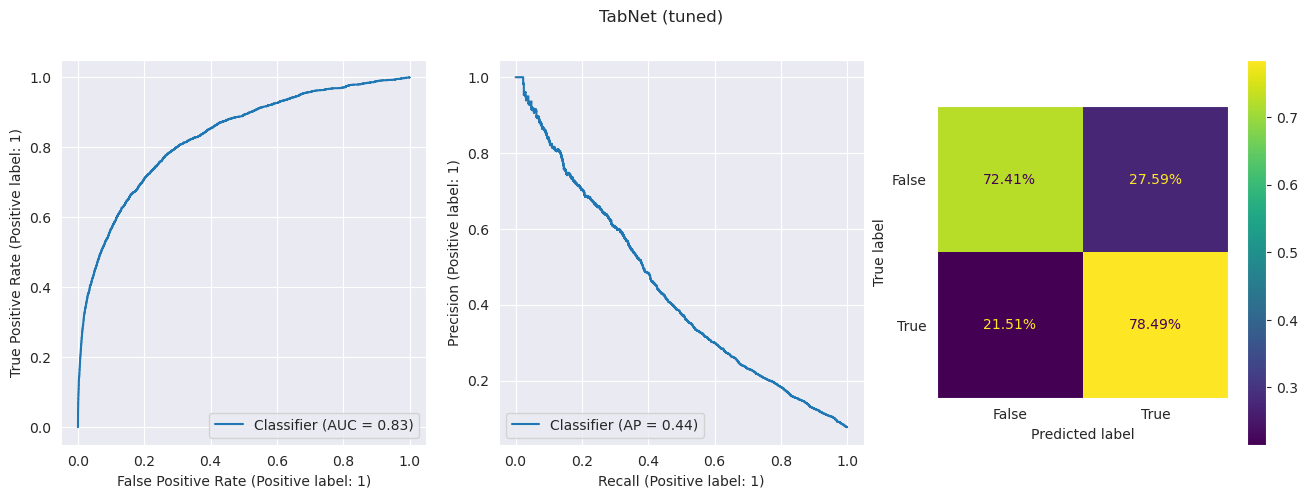 TabNet (tuned)
True Positive Rate (Positive label: 1)
1.0
0.8
0.6
0.4
0.2
0.0
0.0 0.2 0.4 0.6 0.8 1.0
False Positive Rate (Positive label: 1)
Classifier (AUC = 0.83)
Precision (Positive label: 1)
1.0
0.8
0.6
0.4
0.2
0.0 0.2 0.4 0.6 0.8 1.0
Recall (Positive label: 1)
Classifier (AP = 0.44)
True label
False
True
72.41% 27.59%
21.51% 78.49%
False True
Predicted label
0.7
0.6
0.5
0.4
0.3